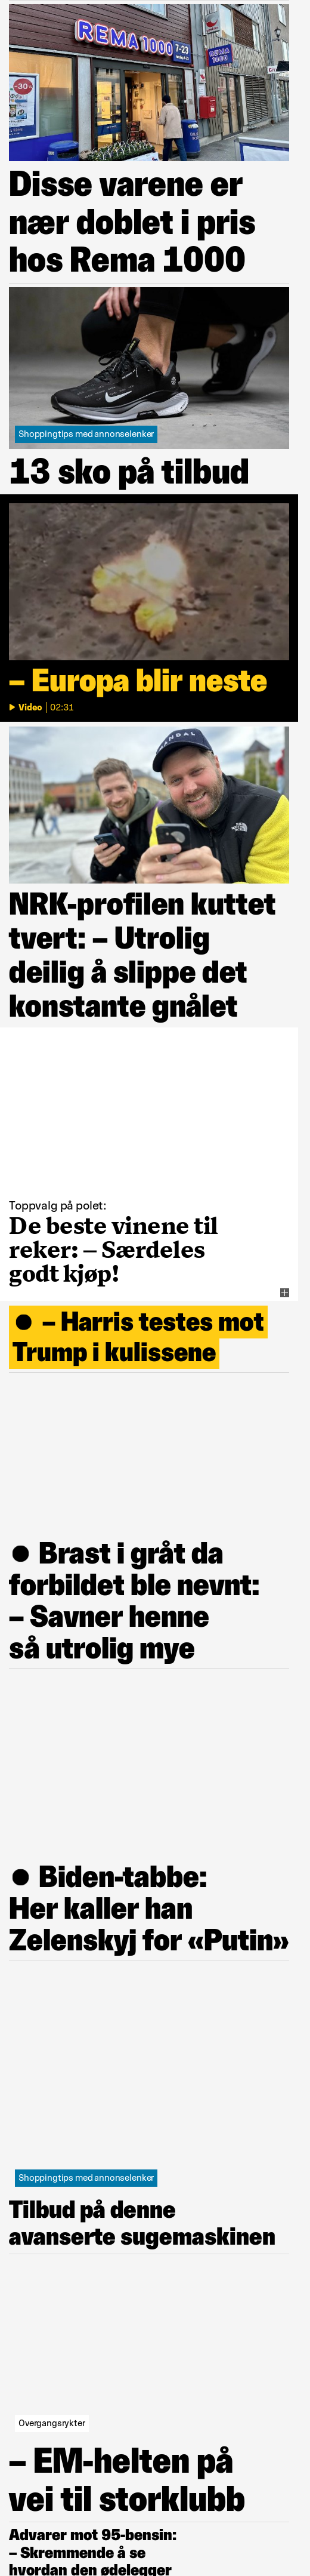 REMA 1000
7-23
REMA
1000
-30%
Disse varene er
nær doblet i pris
hos Rema 1000
Shoppingtips med annonselenker
13 sko på tilbud
– Europa blir neste
Video | 02:31
NRK-profilen kuttet
tvert: – Utrolig
deilig å slippe det
konstante gnålet
Toppvalg på polet:
De beste vinene til
reker: – Særdeles
godt kjøp!
● – Harris testes mot
Trump i kulissene
● Brast i gråt da
forbildet ble nevnt:
– Savner henne
så utrolig mye
● Biden-tabbe:
Her kaller han
Zelenskyj for «Putin»
Shoppingtips med annonselenker
Tilbud på denne
avanserte sugemaskinen
Overgangsrykter
– EM-helten på
vei til storklubb
Advarer mot 95-bensin:
– Skremmende å se
hvordan den ødelegger